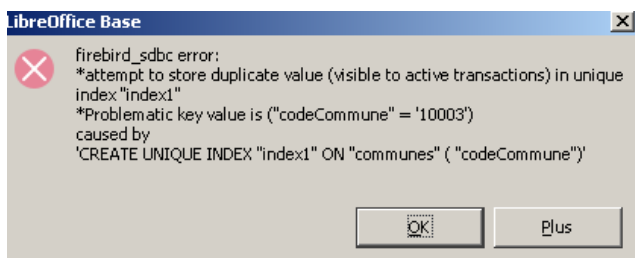 LibreOffice Base
firebird_sdbc error:
*attempt to store duplicate value (visible to active transactions) in unique
index "index1"
*Problematic key value is ("codeCommune" = '10003')
caused by
'CREATE UNIQUE INDEX "index1" ON "communes" ( "codeCommune")'
OK Plus